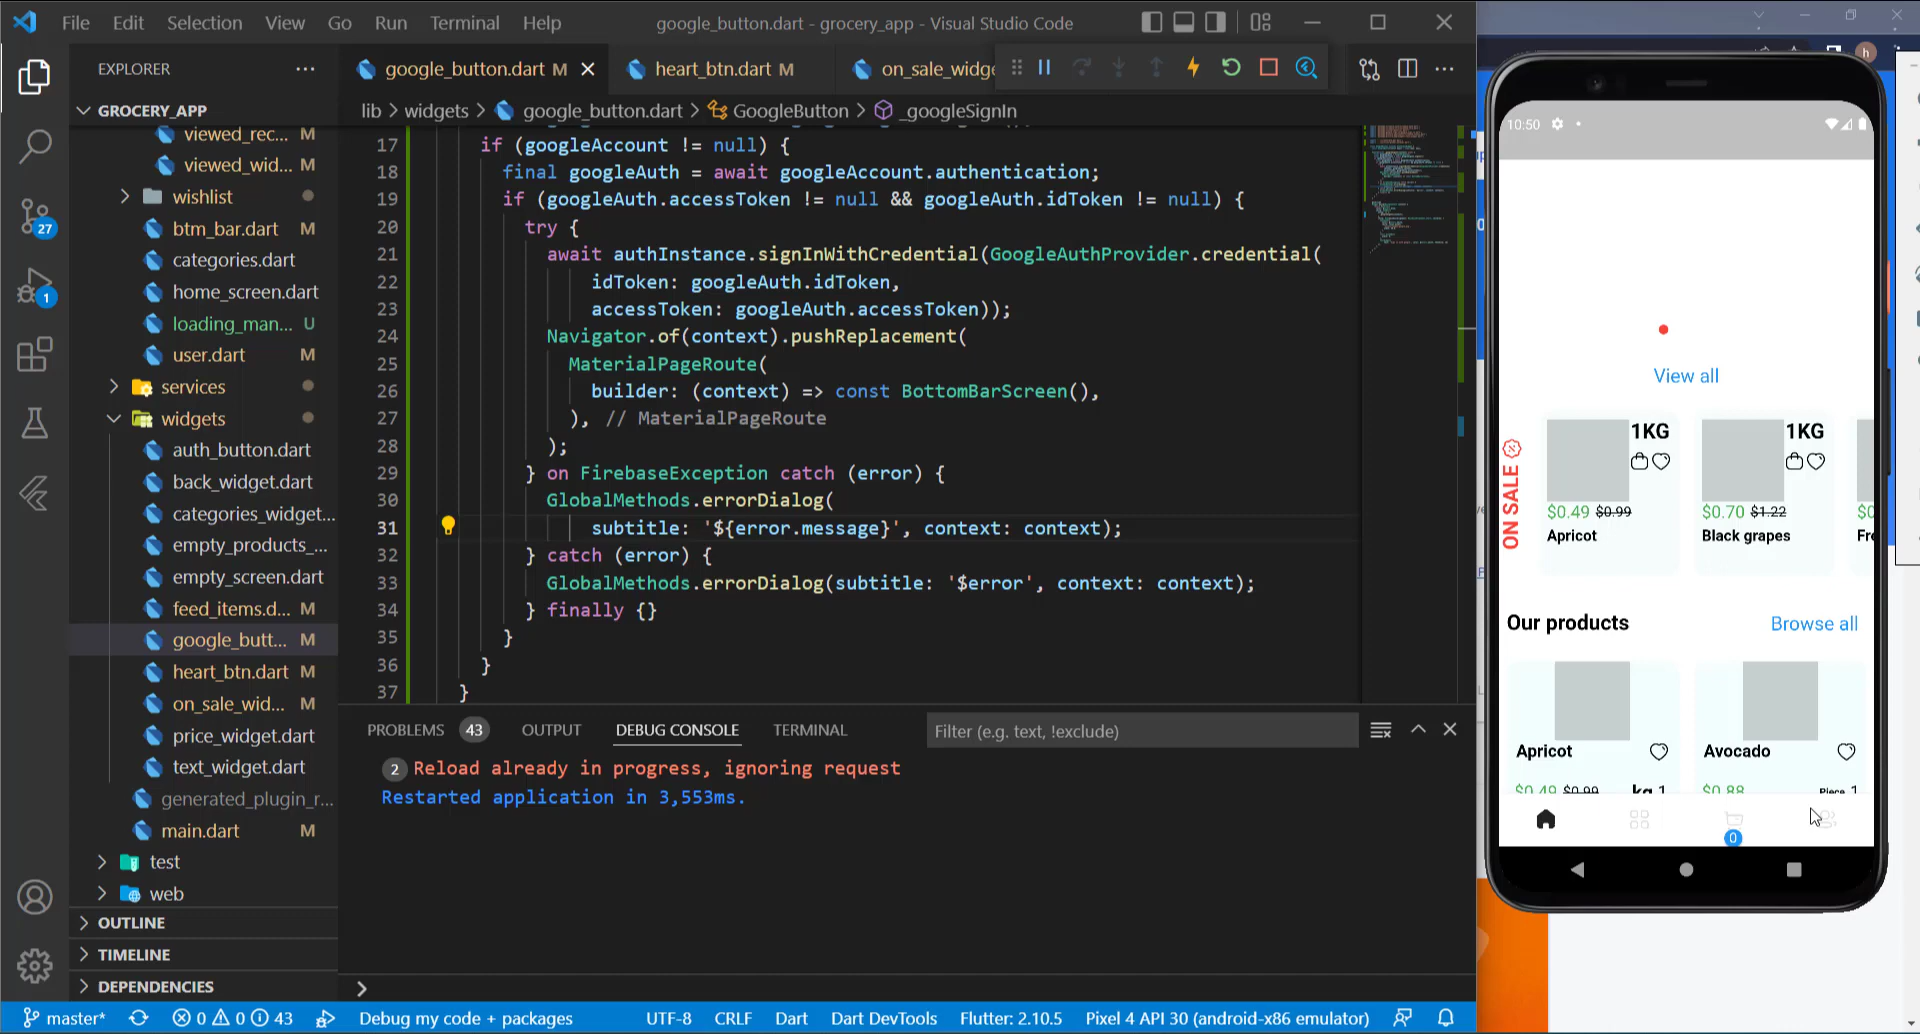 File Edit Selection View Go Run Terminal Help
google_button.dart - grocery_app - Visual Studio Code
EXPLORER
google_button.dart M
heart_btn.dart M
on_sale_widge
GROCERY_APP
lib > widgets > google_button.dart > GoogleButton > _googleSignIn
viewed_rec... M
viewed_wid... M
wishlist
btm_bar.dart M
categories.dart
home_screen.dart
loading_man... U
user.dart M
services
widgets
auth_button.dart
back_widget.dart
categories_widget...
empty_products_...
empty_screen.dart
feed_items.d... M
google_butt... M
heart_btn.dart M
on_sale_wid... M
price_widget.dart
text_widget.dart
generated_plugin_r...
main.dart M
test
web
OUTLINE
TIMELINE
DEPENDENCIES
27
1
17 if (googleAccount != null) {
18 final googleAuth = await googleAccount.authentication;
19 if (googleAuth.accessToken != null && googleAuth.idToken != null) {
20 try {
21 await authInstance.signInWithCredential(GoogleAuthProvider.credential(
22 idToken: googleAuth.idToken,
23 accessToken: googleAuth.accessToken));
24 Navigator.of(context).pushReplacement(
25 MaterialPageRoute(
26 builder: (context) => const BottomBarScreen(),
27 ), // MaterialPageRoute
28 );
29 } on FirebaseException catch (error) {
30 GlobalMethods.errorDialog(
31 subtitle: '${error.message}', context: context);
32 } catch (error) {
33 GlobalMethods.errorDialog(subtitle: '$error', context: context);
34 } finally {}
35 }
36 }
37 }
PROBLEMS 43 OUTPUT DEBUG CONSOLE TERMINAL
Filter (e.g. text, !exclude)
2 Reload already in progress, ignoring request
Restarted application in 3,553ms.
master* 0 0 43 Debug my code + packages
UTF-8 CRLF Dart Dart DevTools Flutter: 2.10.5 Pixel 4 API 30 (android-x86 emulator)
h
10:50
View all
ON SALE
1KG
$0.49 $0.99
Apricot
1KG
$0.70 $1.22
Black grapes
$0
Fre
Our products
Browse all
Apricot
$0.49 $0.99 kg 1
Avocado
$0.88 Piece 1
0